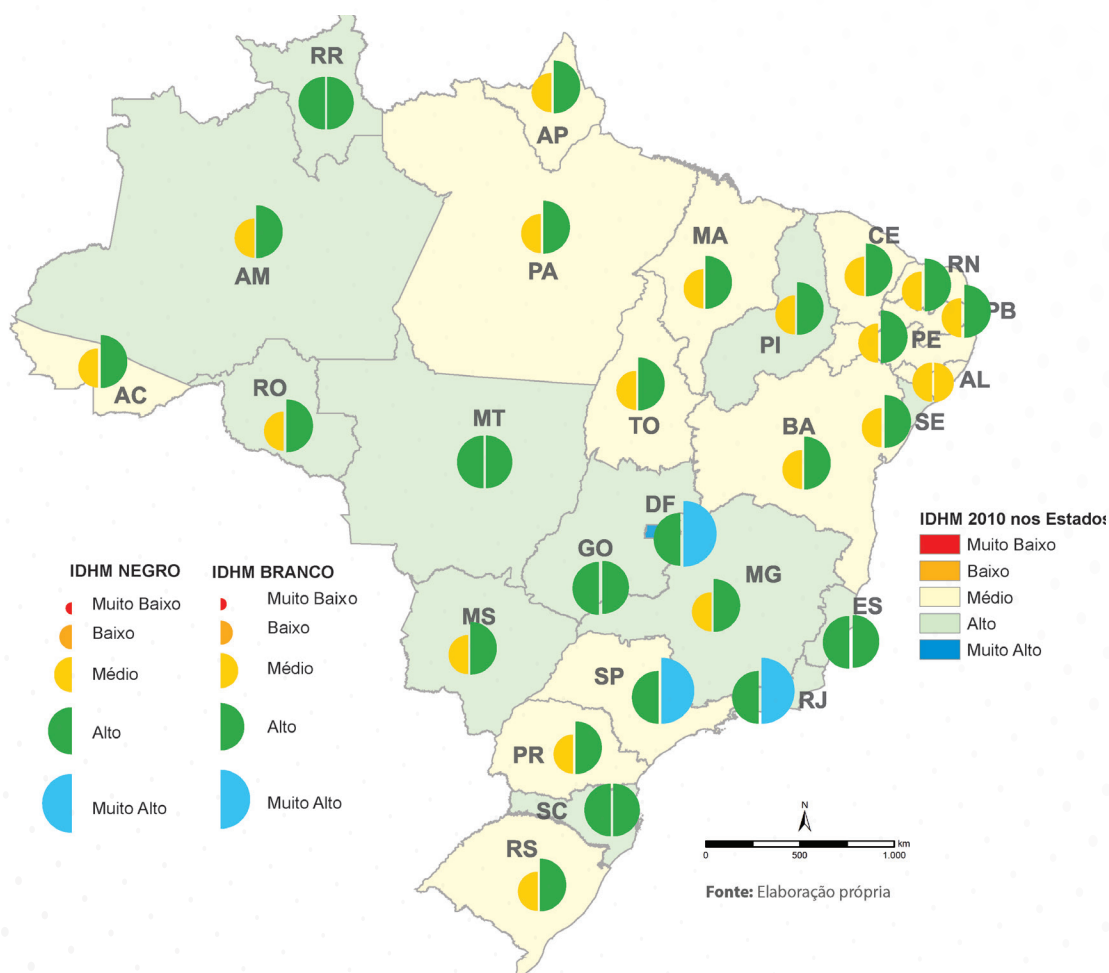 RR
AP
AM
PA
MA
CE
RN
PB
PI
PE
AL
SE
AC
RO
MT
TO
BA
DF
GO
MG
MS
ES
SP
RJ
PR
SC
RS
IDHM NEGRO
Muito Baixo
Baixo
Médio
Alto
Muito Alto
IDHM BRANCO
Muito Baixo
Baixo
Médio
Alto
Muito Alto
IDHM 2010 nos Estados
Muito Baixo
Baixo
Médio
Alto
Muito Alto
N
0 500 1.000 km
Fonte: Elaboração própria